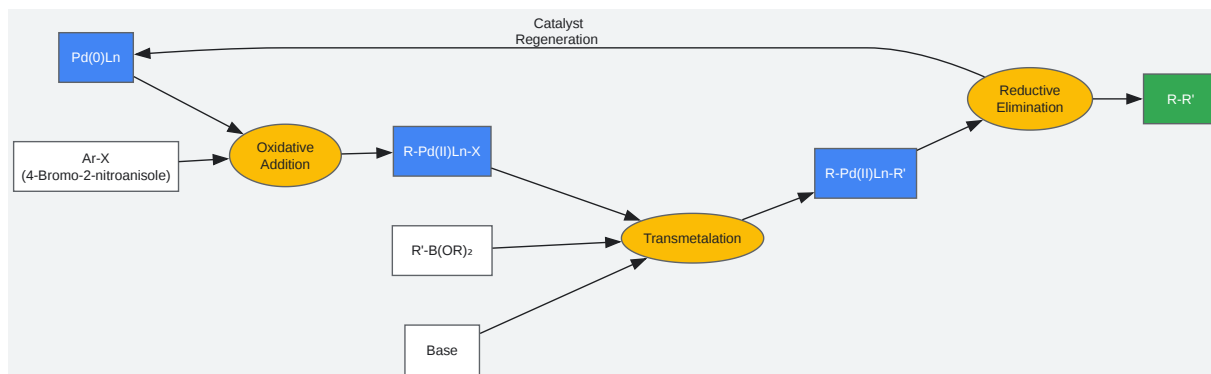 Catalyst
Regeneration
Pd(0)Ln
Reductive
Elimination
R-R'
Ar-X
(4-Bromo-2-nitroanisole)
Oxidative
Addition
R-Pd(II)Ln-X
R-Pd(II)Ln-R'
R'-B(OR)₂
Transmetalation
Base